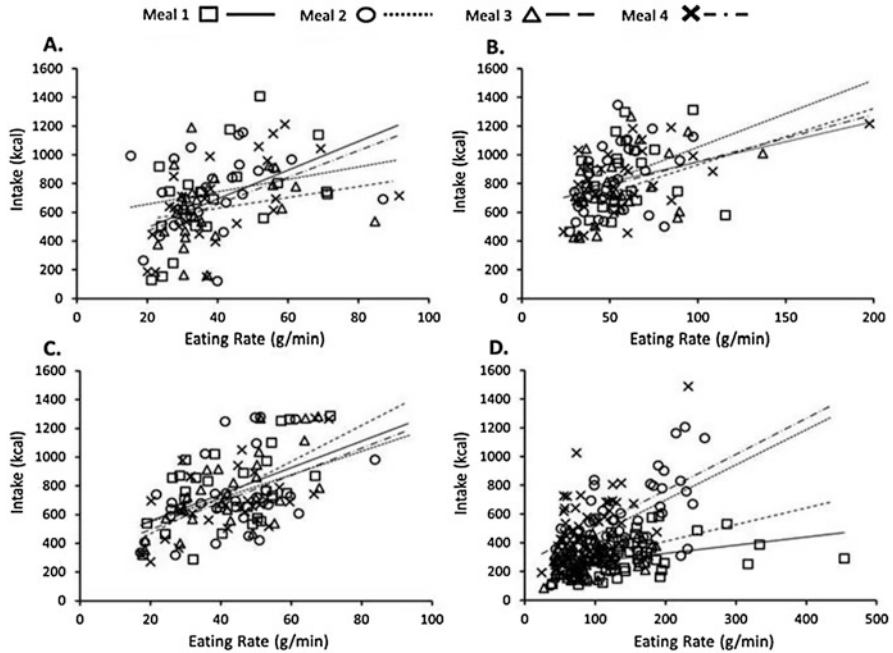 Meal 1 Meal 2 Meal 3 Meal 4
A.
1600
1400
1200
1000
800
600
400
200
0
Intake (kcal)
0 20 40 60 80 100
Eating Rate (g/min)
B.
1600
1400
1200
1000
800
600
400
200
0
Intake (kcal)
0 50 100 150 200
Eating Rate (g/min)
C.
1600
1400
1200
1000
800
600
400
200
0
Intake (kcal)
0 20 40 60 80 100
Eating Rate (g/min)
D.
1600
1400
1200
1000
800
600
400
200
0
Intake (kcal)
0 100 200 300 400 500
Eating Rate (g/min)